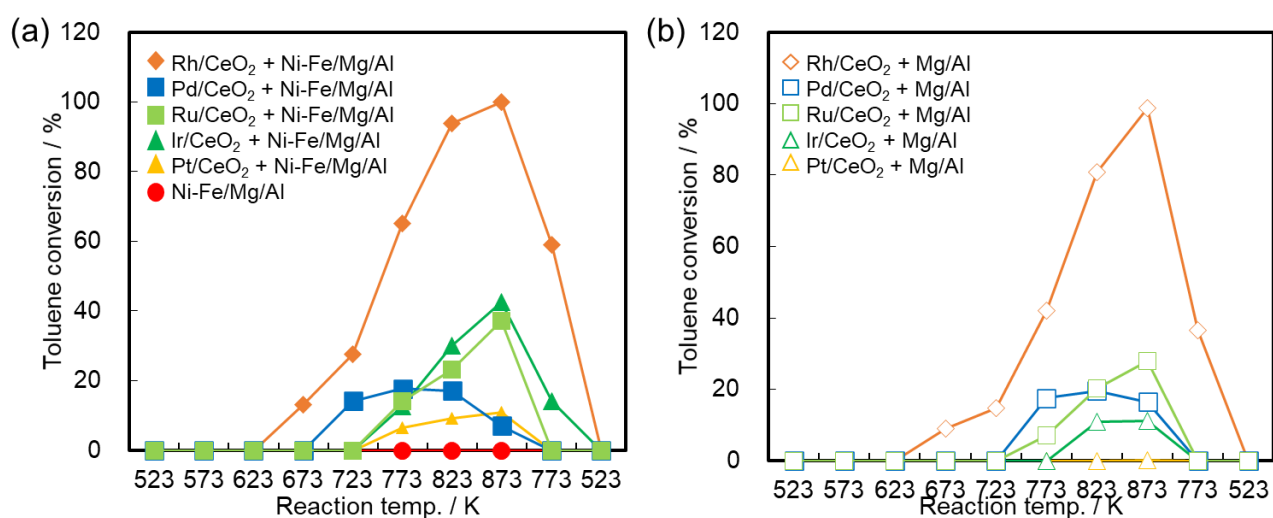 (a)
120
100
80
60
40
20
0
Toluene conversion / %
Rh/CeO₂ + Ni-Fe/Mg/Al
Pd/CeO₂ + Ni-Fe/Mg/Al
Ru/CeO₂ + Ni-Fe/Mg/Al
Ir/CeO₂ + Ni-Fe/Mg/Al
Pt/CeO₂ + Ni-Fe/Mg/Al
Ni-Fe/Mg/Al
523 573 623 673 723 773 823 873 773 523
Reaction temp. / K
(b)
120
100
80
60
40
20
0
Toluene conversion / %
Rh/CeO₂ + Mg/Al
Pd/CeO₂ + Mg/Al
Ru/CeO₂ + Mg/Al
Ir/CeO₂ + Mg/Al
Pt/CeO₂ + Mg/Al
523 573 623 673 723 773 823 873 773 523
Reaction temp. / K